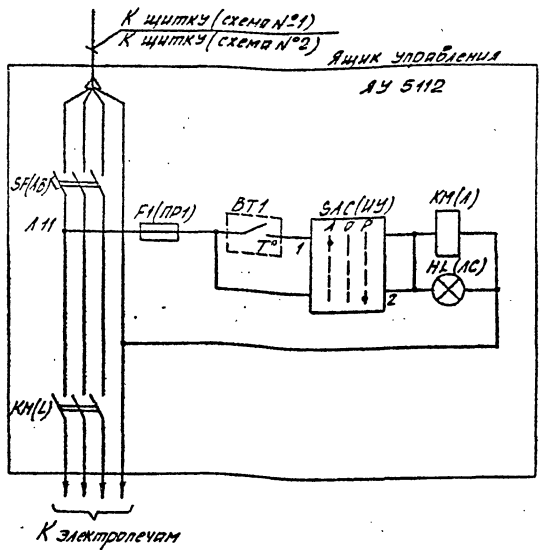 К щитку (схема №1)
К щитку (схема №2)
Ящик управления
ЯУ 5112
SF(АВ)
Л11
F1(ПР1)
ВТ1
T°
1
SAC(ИУ)
А О Р
2
КМ(Л)
HL(ЛС)
КМ(L)
К электропечам